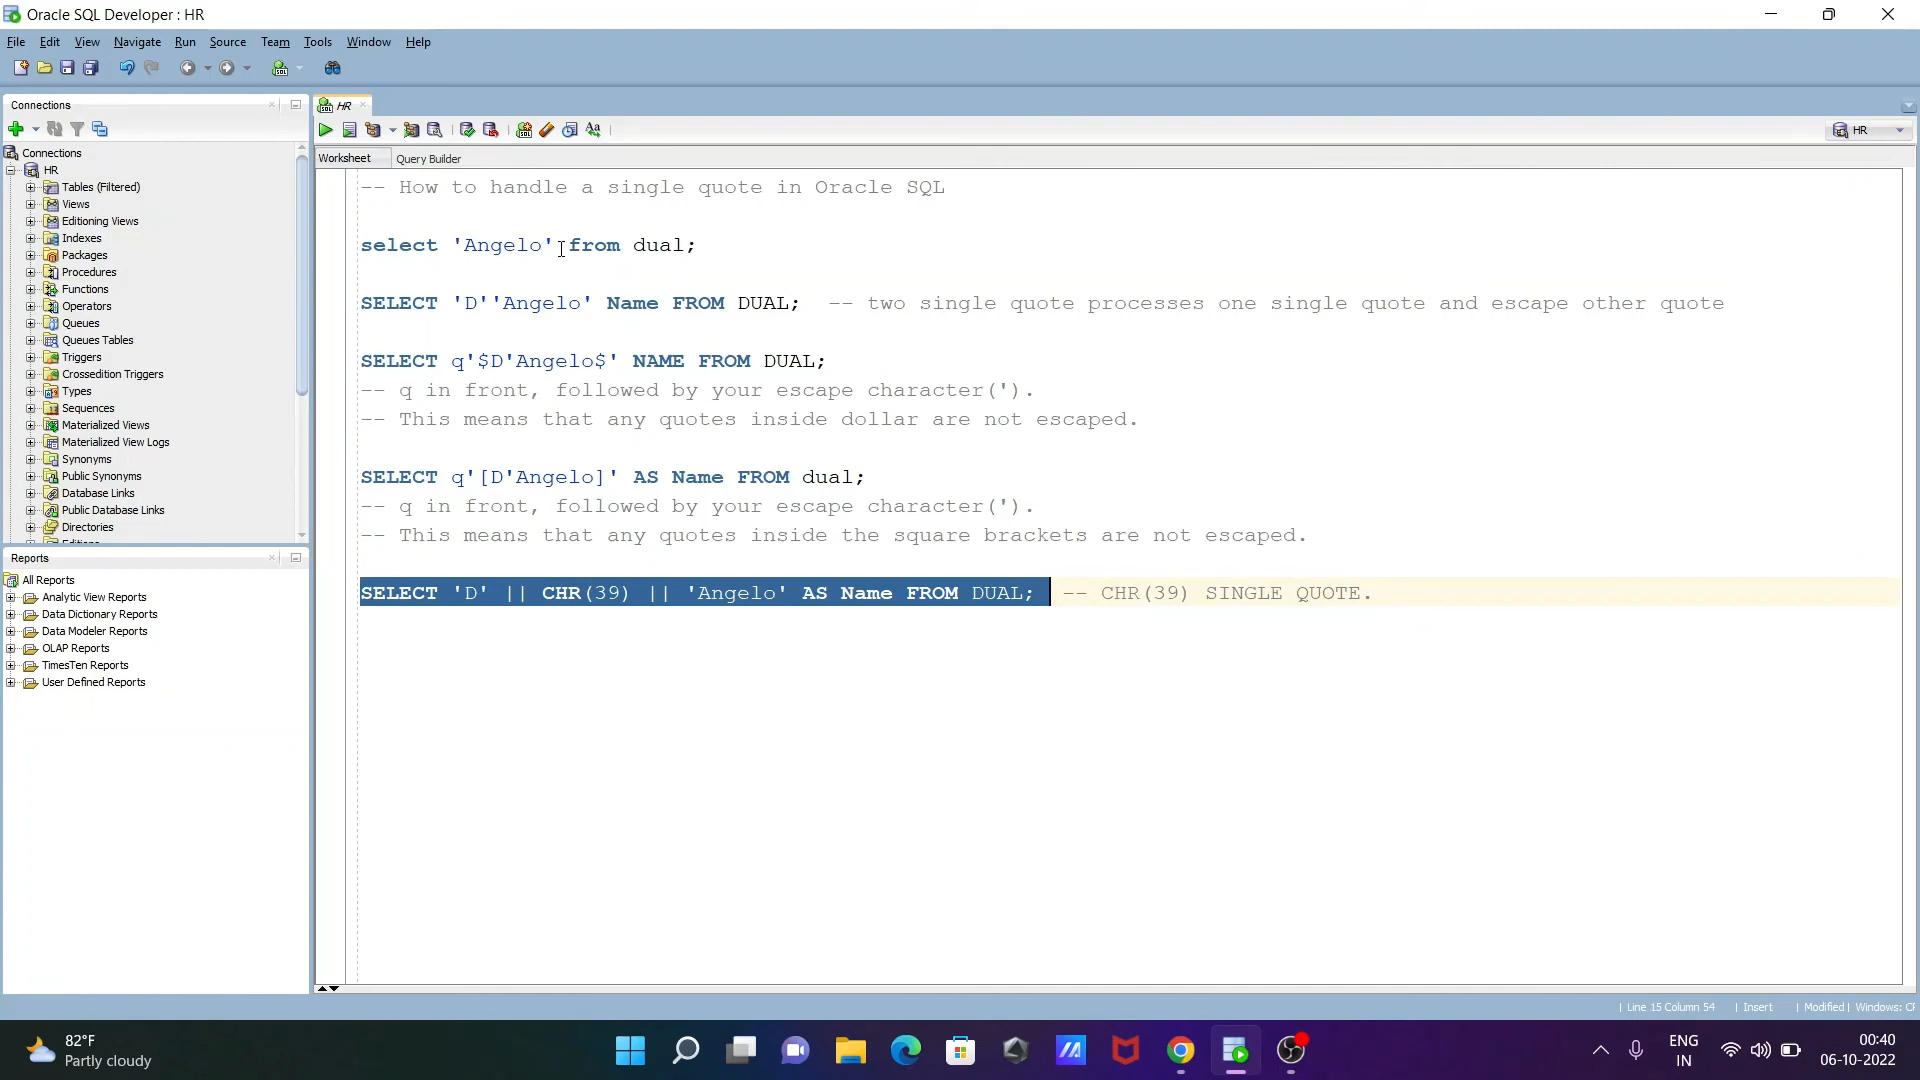 Oracle SQL Developer : HR
File Edit View Navigate Run Source Team Tools Window Help
Connections
HR
HR
Worksheet Query Builder
Connections
HR
Tables (Filtered)
Views
Editioning Views
Indexes
Packages
Procedures
Functions
Operators
Queues
Queues Tables
Triggers
Crossedition Triggers
Types
Sequences
Materialized Views
Materialized View Logs
Synonyms
Public Synonyms
Database Links
Public Database Links
Directories
Reports
All Reports
Analytic View Reports
Data Dictionary Reports
Data Modeler Reports
OLAP Reports
TimesTen Reports
User Defined Reports
-- How to handle a single quote in Oracle SQL
select 'Angelo' from dual;
SELECT 'D''Angelo' Name FROM DUAL;  -- two single quote processes one single quote and escape other quote
SELECT q'$D'Angelo$' NAME FROM DUAL;
-- q in front, followed by your escape character(').
-- This means that any quotes inside dollar are not escaped.
SELECT q'[D'Angelo]' AS Name FROM dual;
-- q in front, followed by your escape character(').
-- This means that any quotes inside the square brackets are not escaped.
SELECT 'D' || CHR(39) || 'Angelo' AS Name FROM DUAL;  -- CHR(39) SINGLE QUOTE.
Line 15 Column 54 | Insert | Modified | Windows:
82°F
Partly cloudy
ENG
IN
00:40
06-10-2022